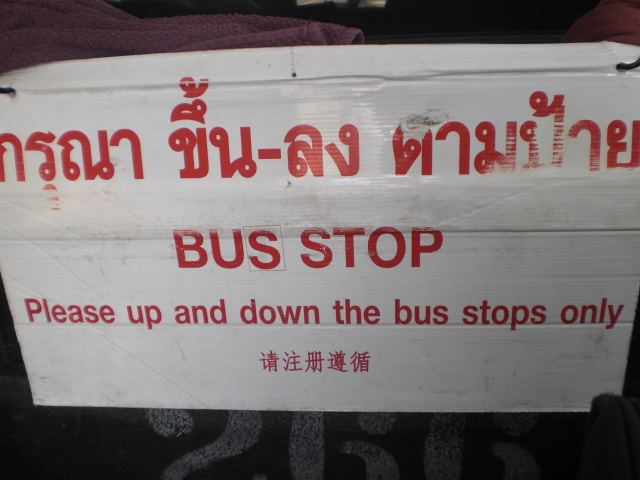 กรุณา ขึ้น-ลง ตามป้าย
BUS STOP
Please up and down the bus stops only
请注册遵循
266